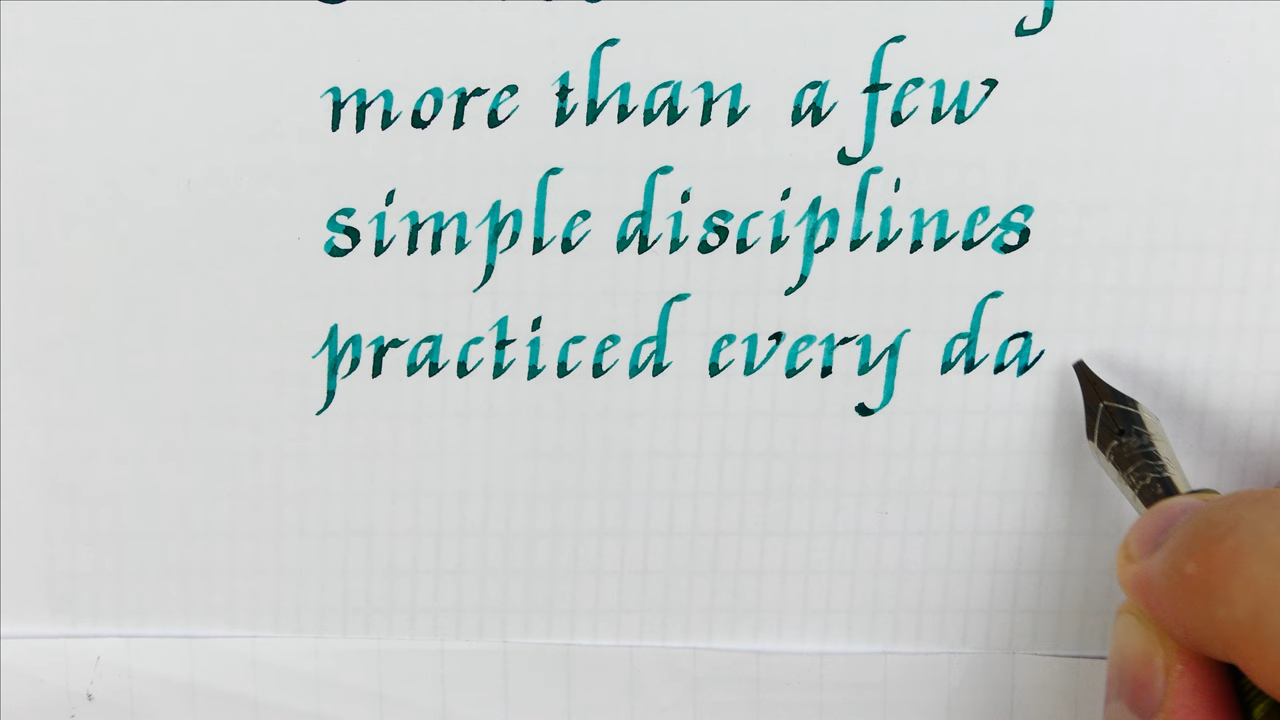 more than a few
simple disciplines
practiced every da